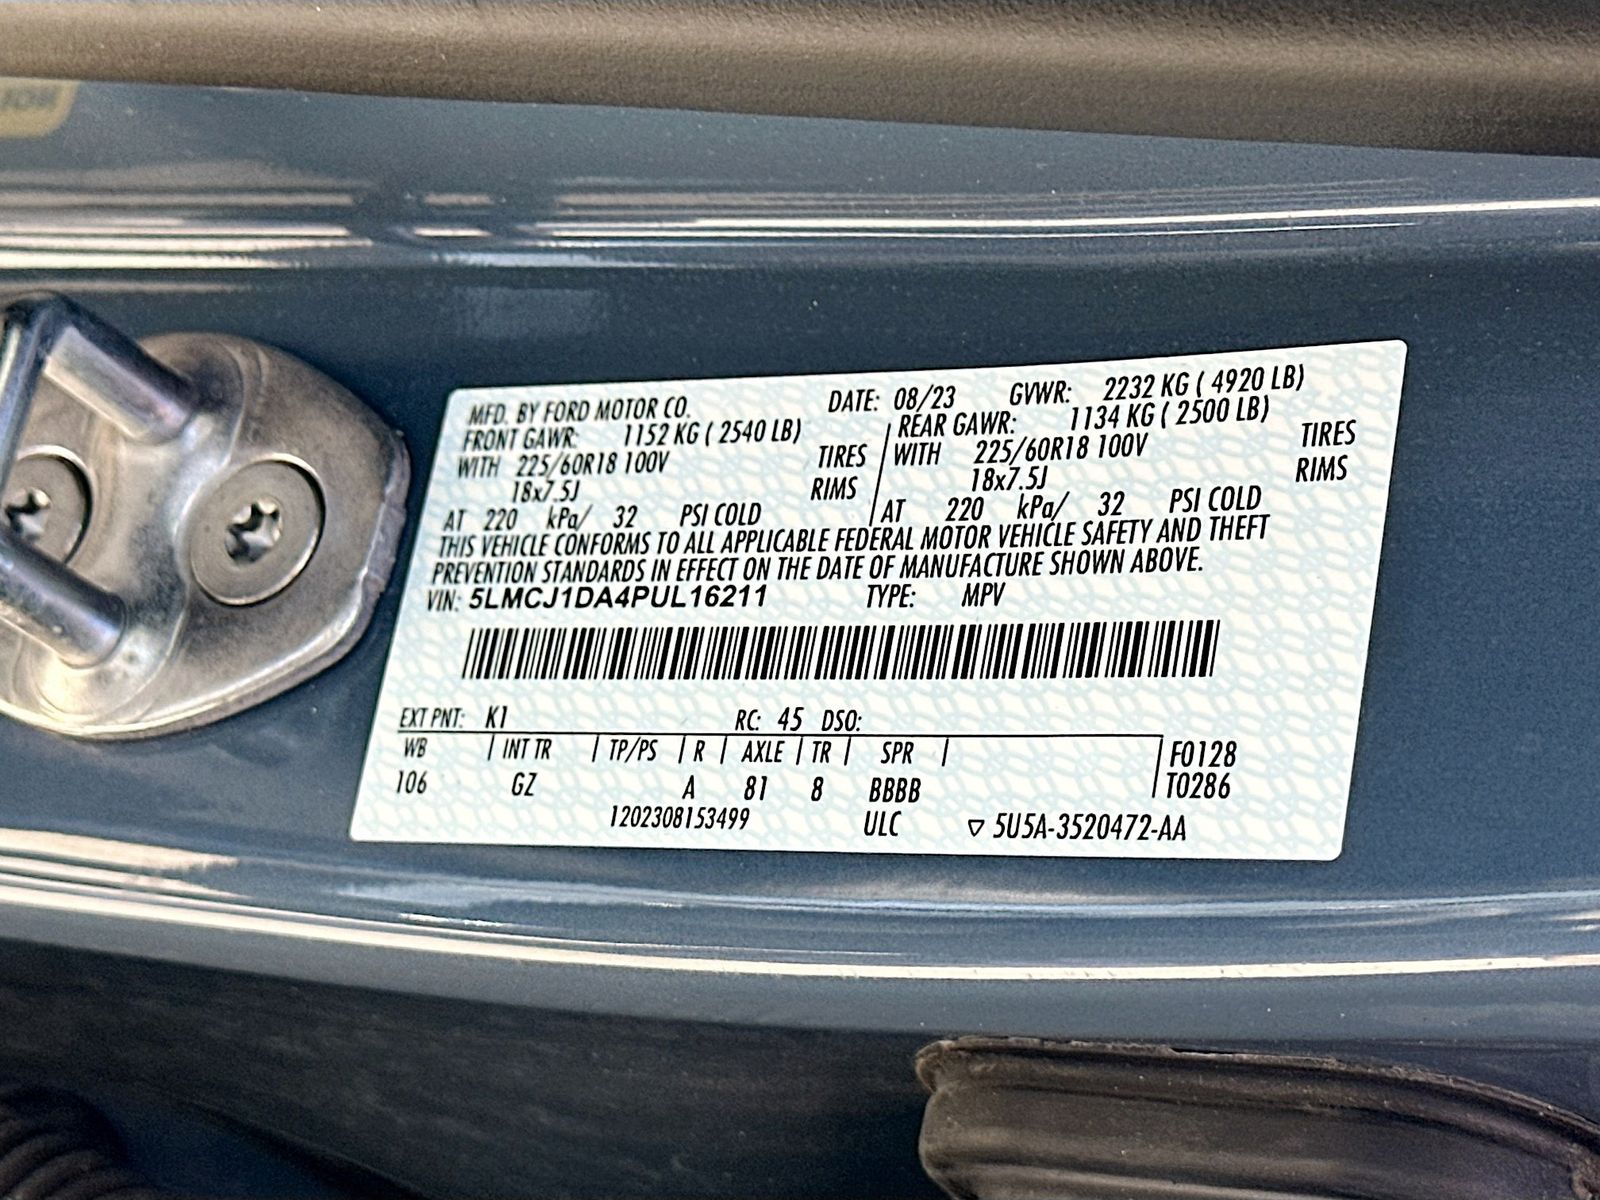 MFD. BY FORD MOTOR CO. DATE: 08/23 GVWR: 2232 KG ( 4920 LB)
FRONT GAWR: 1152 KG ( 2540 LB) REAR GAWR: 1134 KG ( 2500 LB)
WITH 225/60R18 100V TIRES WITH 225/60R18 100V TIRES
18x7.5J RIMS 18x7.5J RIMS
AT 220 kPa/ 32 PSI COLD AT 220 kPa/ 32 PSI COLD
THIS VEHICLE CONFORMS TO ALL APPLICABLE FEDERAL MOTOR VEHICLE SAFETY AND THEFT
PREVENTION STANDARDS IN EFFECT ON THE DATE OF MANUFACTURE SHOWN ABOVE.
VIN: 5LMCJ1DA4PUL16211 TYPE: MPV
EXT PNT: K1 RC: 45 DSO:
WB INT TR TP/PS R AXLE TR SPR F0128
106 GZ A 81 8 BBBB T0286
1202308153499 ULC ▽ 5U5A-3520472-AA